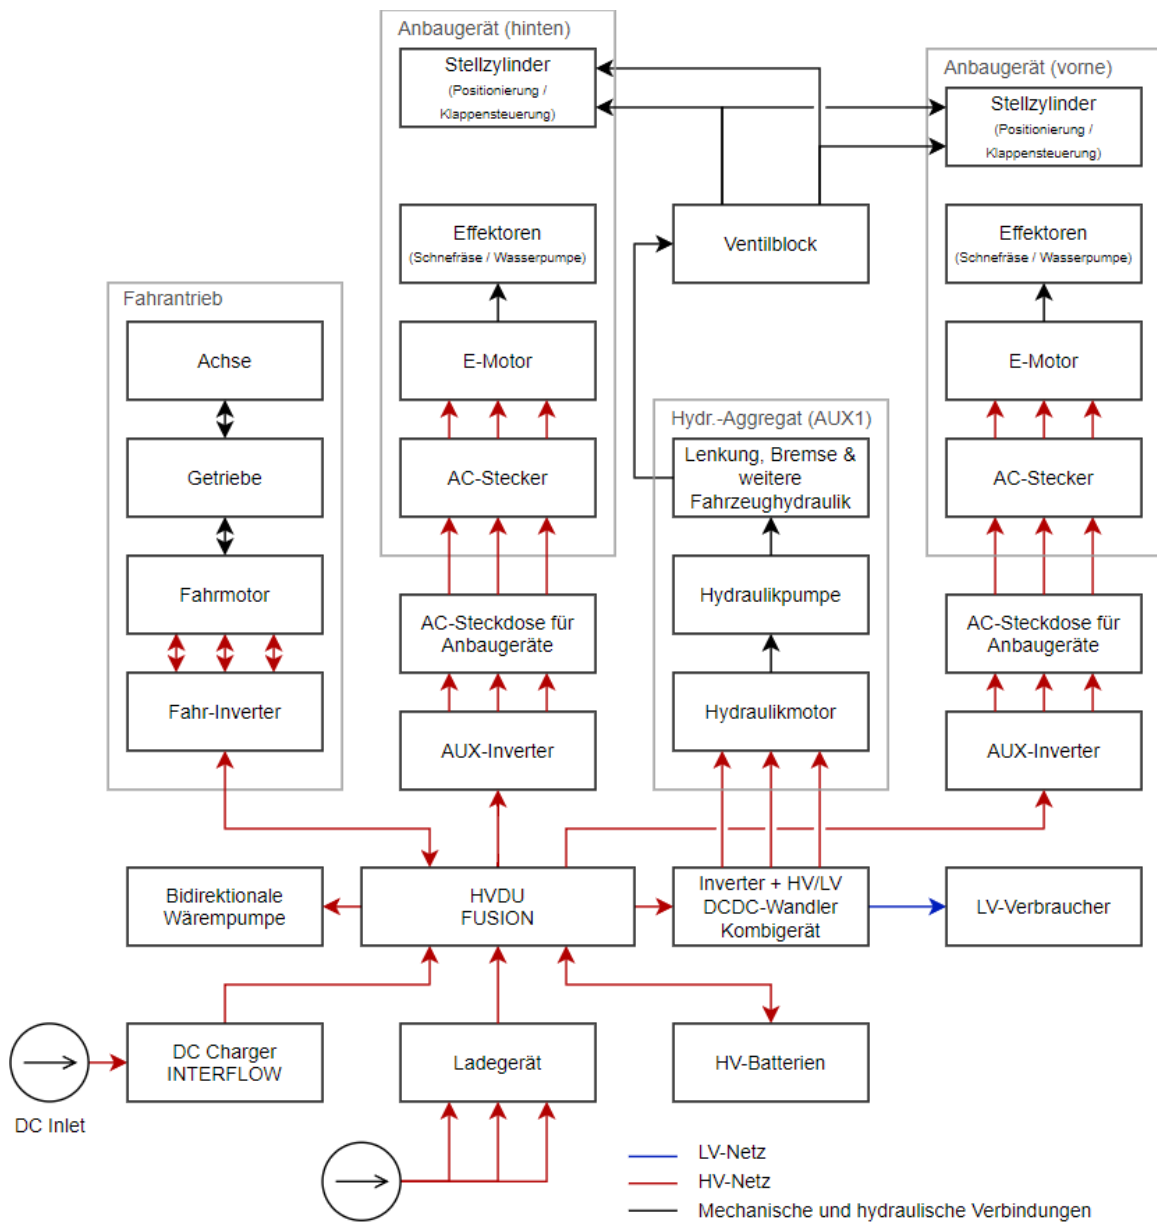 Anbaugerät (hinten)
Stellzylinder
(Positionierung /
Klappensteuerung)
Anbaugerät (vorne)
Stellzylinder
(Positionierung /
Klappensteuerung)
Effektoren
(Schnefräse / Wasserpumpe)
Ventilblock
Effektoren
(Schnefräse / Wasserpumpe)
Fahrantrieb
Achse
E-Motor
E-Motor
Hydr.-Aggregat (AUX1)
Getriebe
AC-Stecker
Lenkung, Bremse &
weitere
Fahrzeughydraulik
AC-Stecker
Fahrmotor
Hydraulikpumpe
AC-Steckdose für
Anbaugeräte
AC-Steckdose für
Anbaugeräte
Fahr-Inverter
Hydraulikmotor
AUX-Inverter
AUX-Inverter
Bidirektionale
Wärempumpe
HVDU
FUSION
Inverter + HV/LV
DCDC-Wandler
Kombigerät
LV-Verbraucher
DC Charger
INTERFLOW
Ladegerät
HV-Batterien
DC Inlet
LV-Netz
HV-Netz
Mechanische und hydraulische Verbindungen